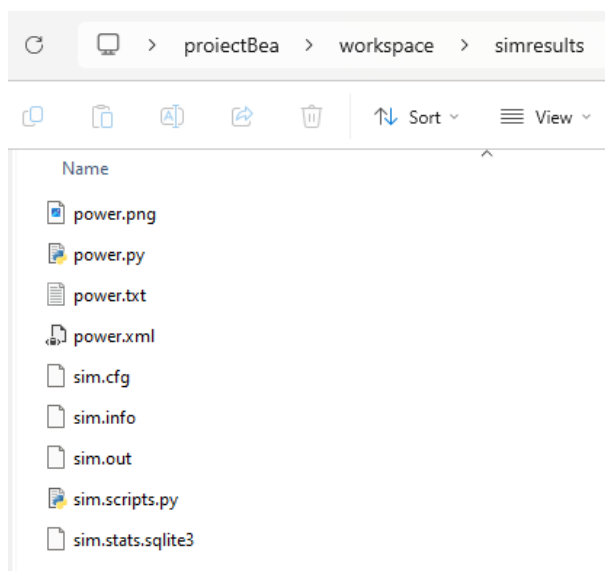 proiectBea > workspace > simresults
Sort View
Name
power.png
power.py
power.txt
power.xml
sim.cfg
sim.info
sim.out
sim.scripts.py
sim.stats.sqlite3